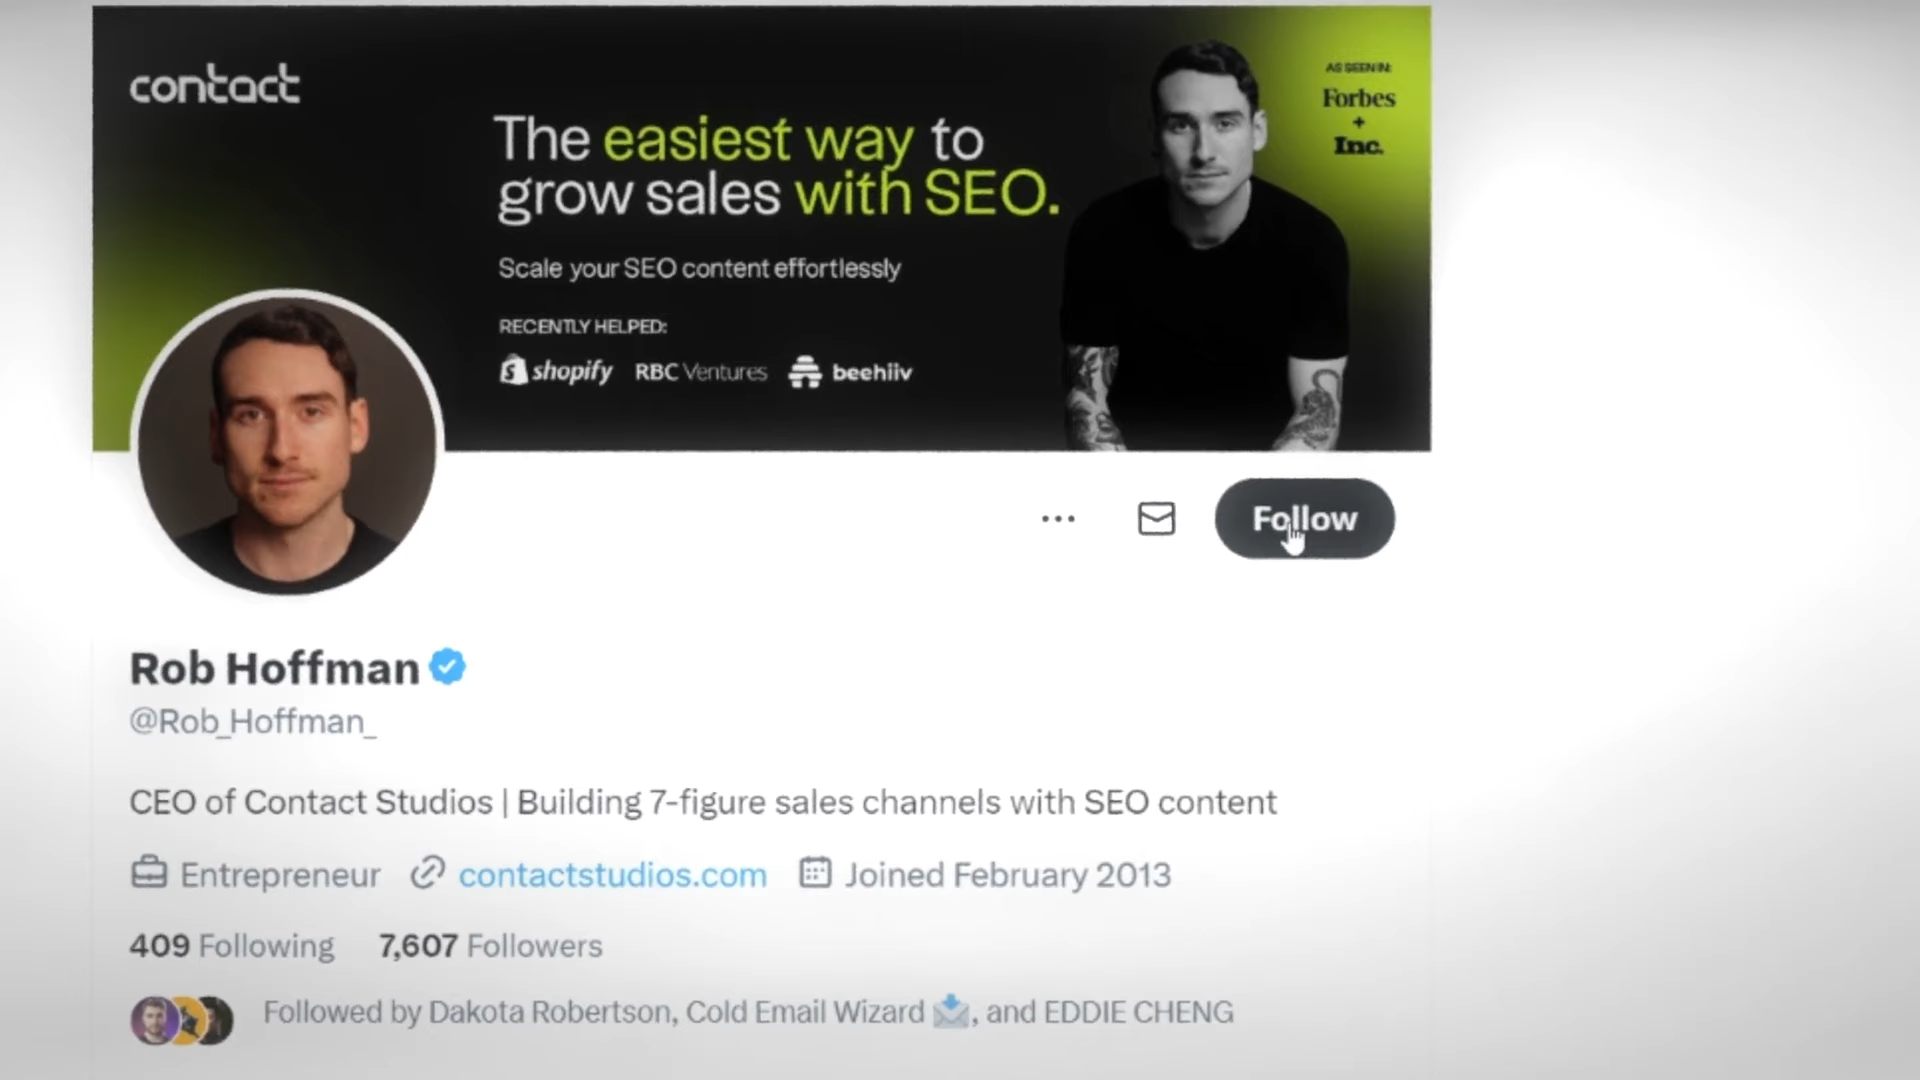 contact
AS SEEN IN:
Forbes
+
Inc.
The easiest way to
grow sales with SEO.
Scale your SEO content effortlessly
RECENTLY HELPED:
shopify RBC Ventures beehiiv
Follow
Rob Hoffman
@Rob_Hoffman_
CEO of Contact Studios | Building 7-figure sales channels with SEO content
Entrepreneur contactstudios.com Joined February 2013
409 Following 7,607 Followers
Followed by Dakota Robertson, Cold Email Wizard 📩, and EDDIE CHENG